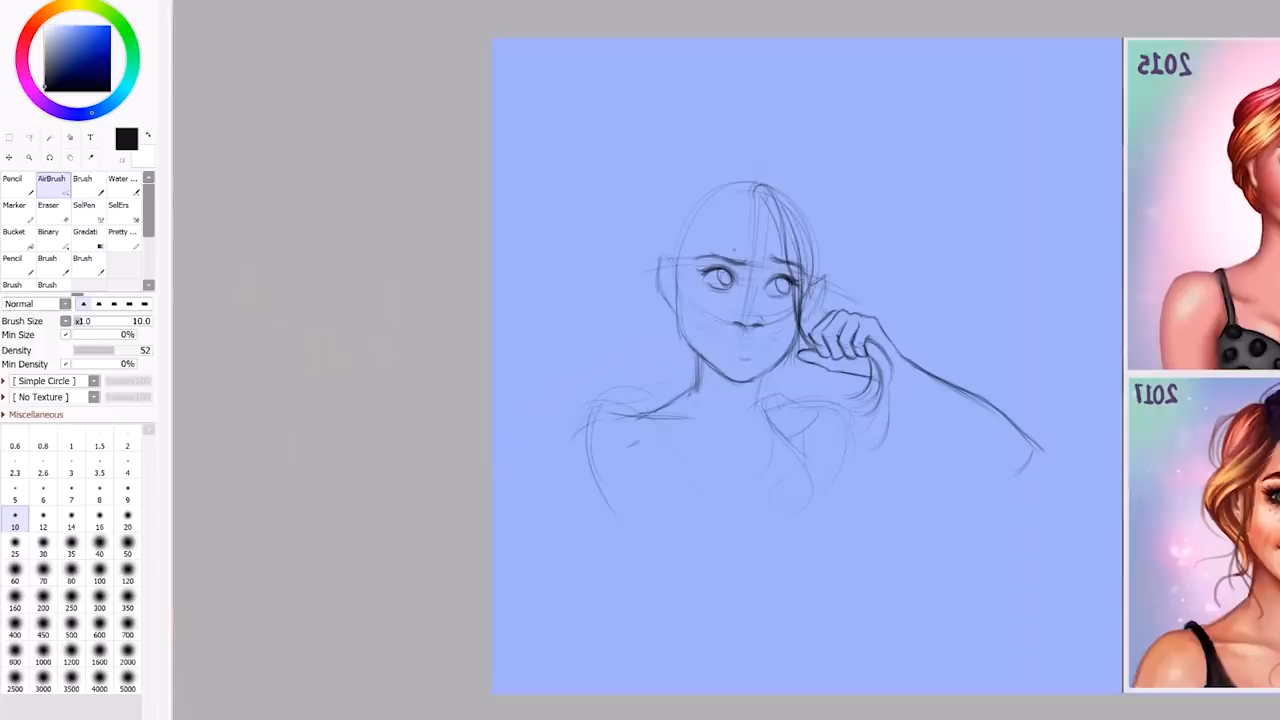 T
Pencil AirBrush Brush Water ...
Marker Eraser SelPen SelErs
Bucket Binary Gradati Pretty ...
Pencil Brush Brush
Brush Brush
Normal
Brush Size x1.0 10.0
Min Size 0%
Density 52
Min Density 0%
[ Simple Circle ]
[ No Texture ]
Miscellaneous
0.6 0.8 1 1.5 2
2.3 2.6 3 3.5 4
5 6 7 8 9
10 12 14 16 20
25 30 35 40 50
60 70 80 100 120
160 200 250 300 350
400 450 500 600 700
800 1000 1200 1600 2000
2500 3000 3500 4000 5000
2015
2017